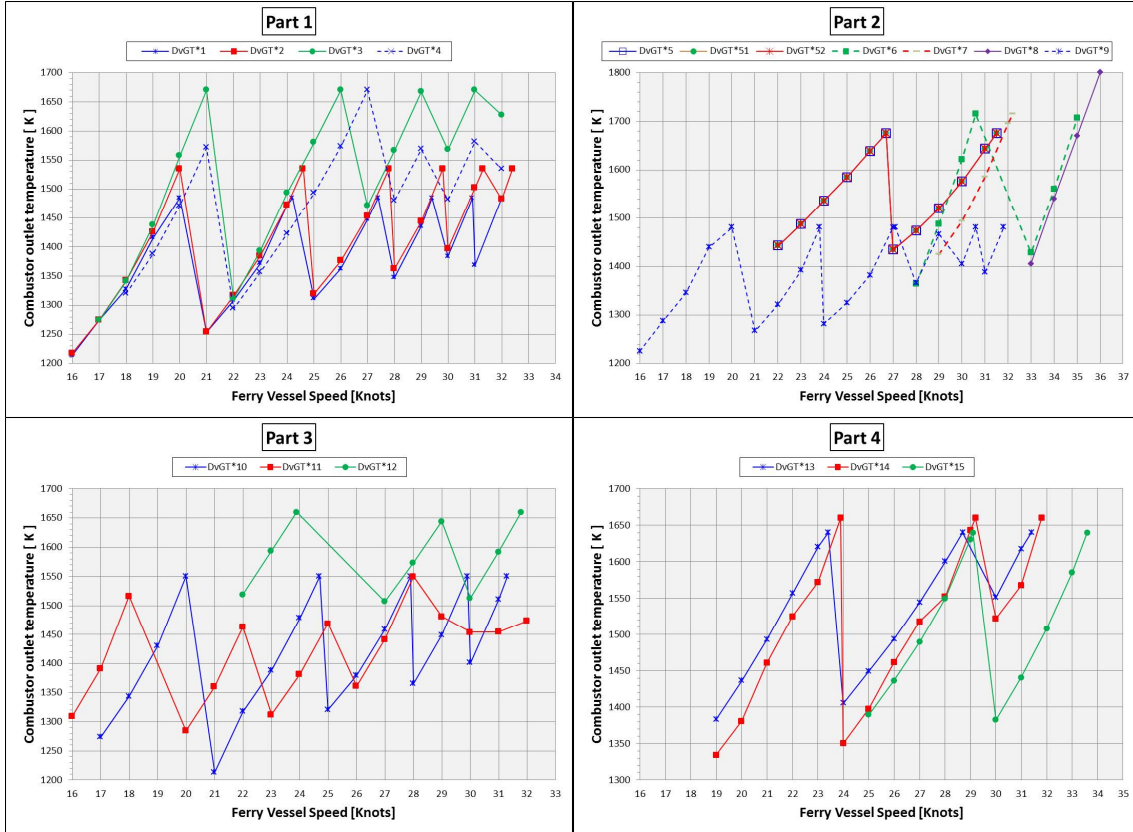 Part 1
DvGT*1 DvGT*2 DvGT*3 DvGT*4
Combustor outlet temperature [ K ]
1700
1650
1600
1550
1500
1450
1400
1350
1300
1250
1200
16 17 18 19 20 21 22 23 24 25 26 27 28 29 30 31 32 33 34
Ferry Vessel Speed [Knots]
Part 2
DvGT*5 DvGT*51 DvGT*52 DvGT*6 DvGT*7 DvGT*8 DvGT*9
Combustor outlet temperature [ K ]
1800
1700
1600
1500
1400
1300
1200
16 17 18 19 20 21 22 23 24 25 26 27 28 29 30 31 32 33 34 35 36 37
Ferry Vessel Speed [Knots]
Part 3
DvGT*10 DvGT*11 DvGT*12
Combustor outlet temperature [ K ]
1700
1650
1600
1550
1500
1450
1400
1350
1300
1250
1200
16 17 18 19 20 21 22 23 24 25 26 27 28 29 30 31 32 33
Ferry Vessel Speed [Knots]
Part 4
DvGT*13 DvGT*14 DvGT*15
Combustor outlet temperature [ K ]
1700
1650
1600
1550
1500
1450
1400
1350
1300
16 17 18 19 20 21 22 23 24 25 26 27 28 29 30 31 32 33 34 35
Ferry Vessel Speed [Knots]